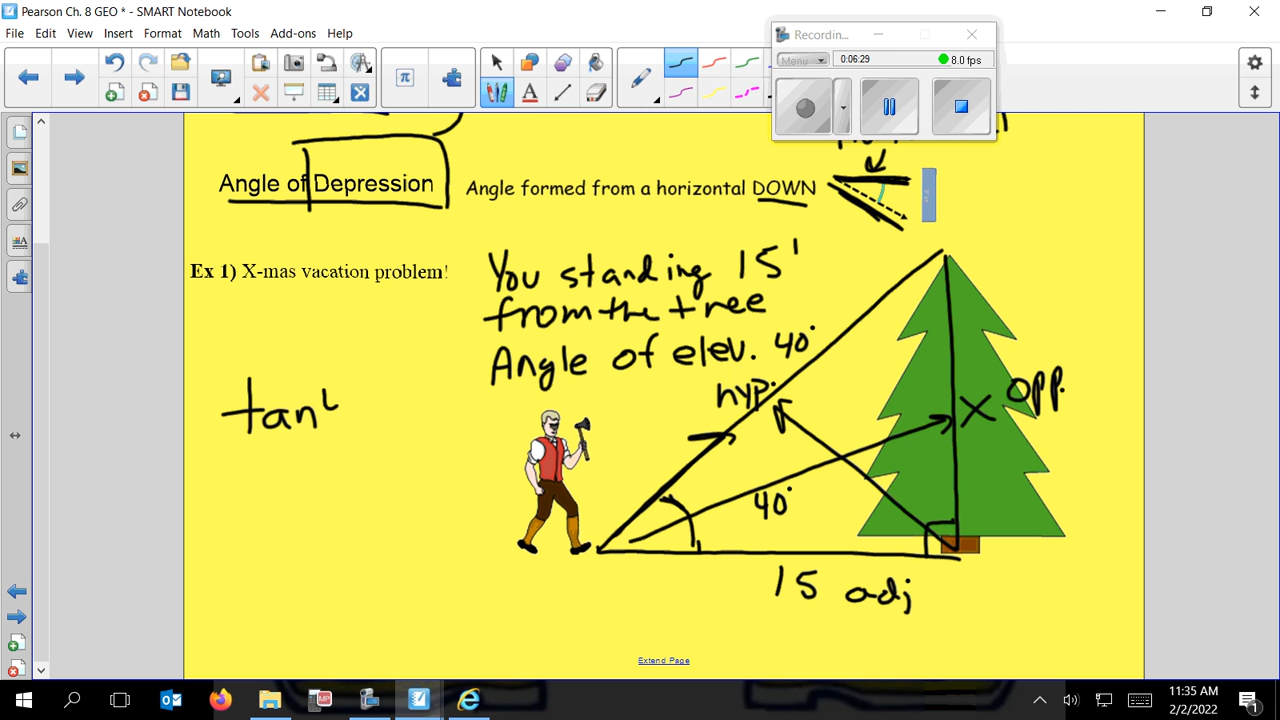 Pearson Ch. 8 GEO * - SMART Notebook
File Edit View Insert Format Math Tools Add-ons Help
Recordin...
Menu 0:06:29 8.0 fps
Angle of Depression Angle formed from a horizontal DOWN
Ex 1) X-mas vacation problem!
You standing 15'
from the tree
Angle of elev. 40°
hyp.
X opp.
tan
40°
15 adj
Extend Page
11:35 AM
2/2/2022
1